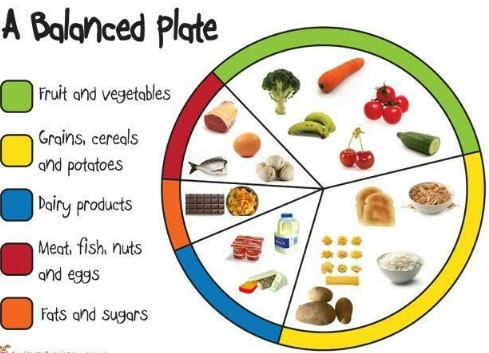 A Balanced Plate
Fruit and vegetables
Grains, cereals
and potatoes
Dairy products
Meat, fish, nuts
and eggs
Fats and sugars